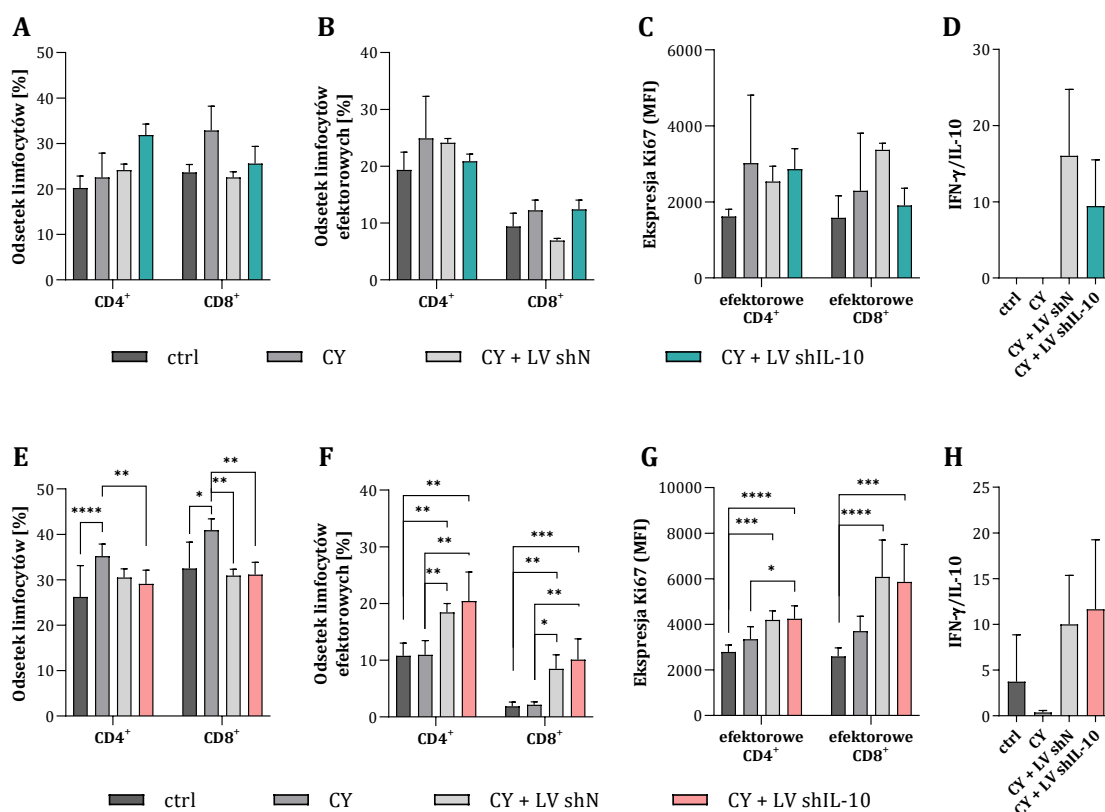 A
B
C
D
Odsetek limfocytów [%]
50
40
30
20
10
0
CD4+
CD8+
Odsetek limfocytów
efektorowych [%]
40
30
20
10
0
CD4+
CD8+
Ekspresja Ki67 (MFI)
6000
4000
2000
0
efektorowe
CD4+
efektorowe
CD8+
IFN-γ/IL-10
30
20
10
0
ctrl
CY
CY + LV shN
CY + LV shIL-10
ctrl
CY
CY + LV shN
CY + LV shIL-10
E
F
G
H
Odsetek limfocytów [%]
50
40
30
20
10
0
****
**
*
**
**
CD4+
CD8+
Odsetek limfocytów
efektorowych [%]
40
30
20
10
0
**
**
**
**
***
**
**
*
CD4+
CD8+
Ekspresja Ki67 (MFI)
10000
8000
6000
4000
2000
0
****
***
*
***
****
efektorowe
CD4+
efektorowe
CD8+
IFN-γ/IL-10
25
20
15
10
5
0
ctrl
CY
CY + LV shN
CY + LV shIL-10
ctrl
CY
CY + LV shN
CY + LV shIL-10